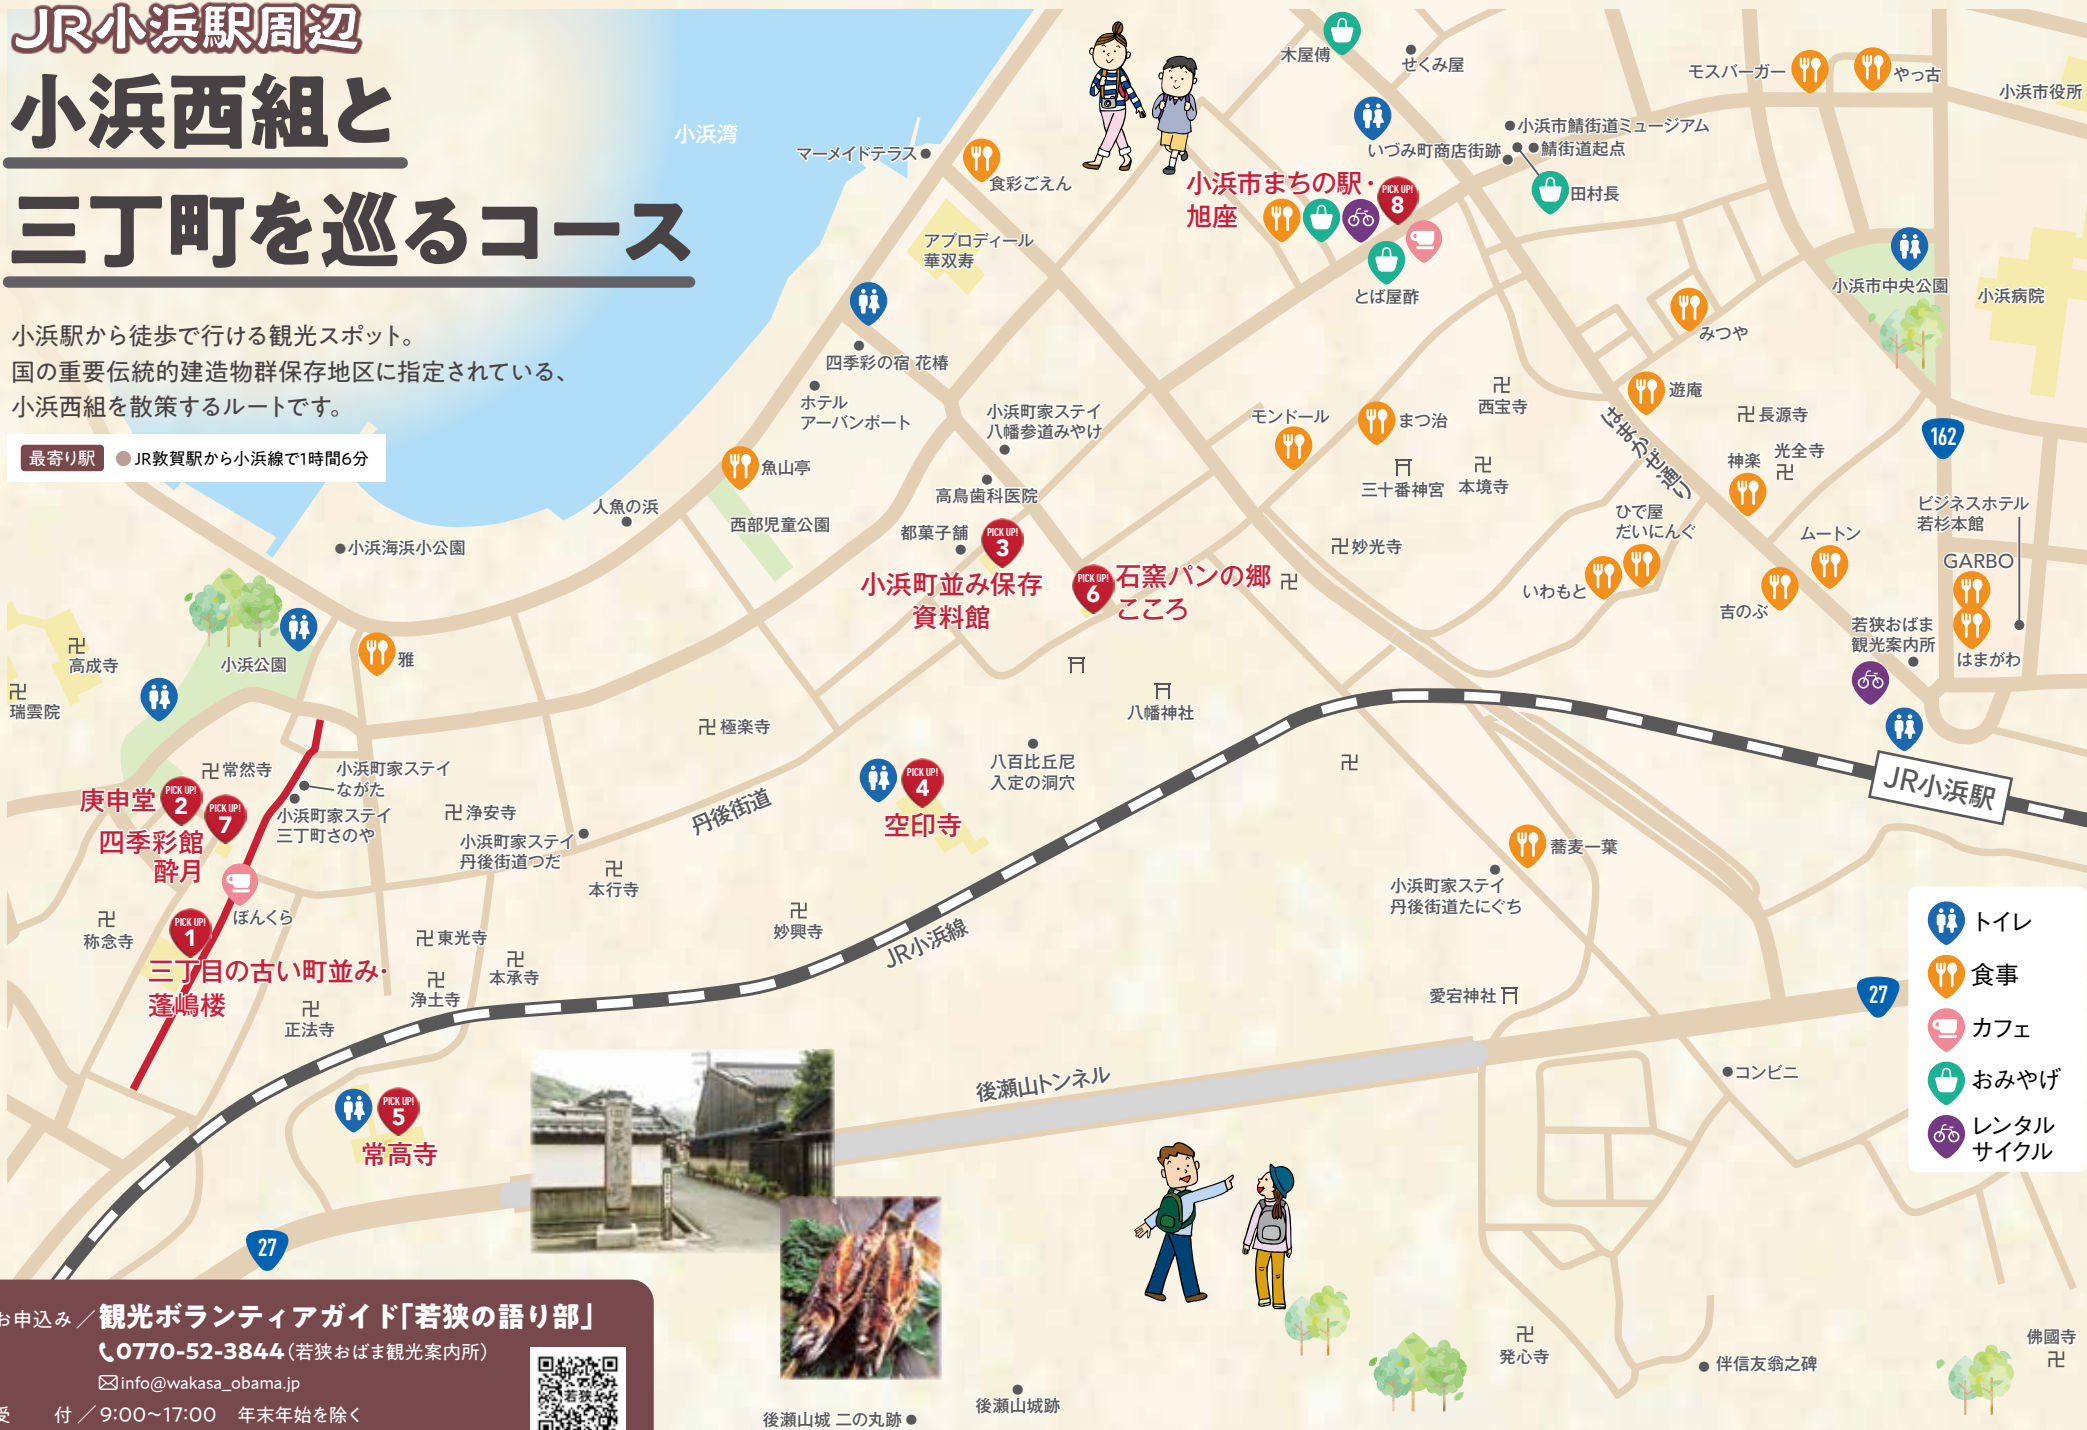 JR小浜駅周辺
小浜西組と
三丁町を巡るコース
小浜駅から徒歩で行ける観光スポット。
国の重要伝統的建造物群保存地区に指定されている、
小浜西組を散策するルートです。
最寄り駅 ●JR敦賀駅から小浜線で1時間6分
小浜湾
マーメイドテラス
食彩ごえん
アプロディール
華双寿
木屋傳
せくみ屋
モスバーガー
やっ古
小浜市役所
小浜市鯖街道ミュージアム
いづみ町商店街跡
鯖街道起点
田村長
小浜市まちの駅・
旭座
PICK UP!
8
とば屋酢
小浜市中央公園
小浜病院
みつや
四季彩の宿 花椿
ホテル
アーバンポート
小浜町家ステイ
八幡参道みやけ
モンドール
まつ治
西宝寺
遊庵
長源寺
はまかぜ通り
162
神楽
光全寺
魚山亭
高鳥歯科医院
三十番神宮
本境寺
人魚の浜
西部児童公園
都菓子舗
PICK UP!
3
小浜町並み保存
資料館
PICK UP!
6
石窯パンの郷
こころ
妙光寺
ひで屋
だいにんぐ
いわもと
ムートン
吉のぶ
ビジネスホテル
若杉本館
GARBO
はまがわ
若狭おばま
観光案内所
小浜海浜小公園
小浜公園
雅
高成寺
瑞雲院
極楽寺
八幡神社
八百比丘尼
入定の洞穴
PICK UP!
4
空印寺
丹後街道
JR小浜駅
常然寺
小浜町家ステイ
ながた
庚申堂
PICK UP!
2
PICK UP!
7
四季彩館
酔月
小浜町家ステイ
三丁町さのや
浄安寺
小浜町家ステイ
丹後街道つだ
本行寺
ぼんくら
称念寺
PICK UP!
1
三丁目の古い町並み・
蓬嶋楼
東光寺
本承寺
浄土寺
正法寺
妙興寺
JR小浜線
蕎麦一葉
小浜町家ステイ
丹後街道たにぐち
愛宕神社
27
トイレ
食事
カフェ
おみやげ
レンタル
サイクル
コンビニ
後瀬山トンネル
PICK UP!
5
常高寺
27
お申込み／観光ボランティアガイド「若狭の語り部」
0770-52-3844（若狭おばま観光案内所）
info@wakasa_obama.jp
受 付／9:00〜17:00 年末年始を除く
若狭
後瀬山城 二の丸跡
後瀬山城跡
発心寺
伴信友翁之碑
佛國寺